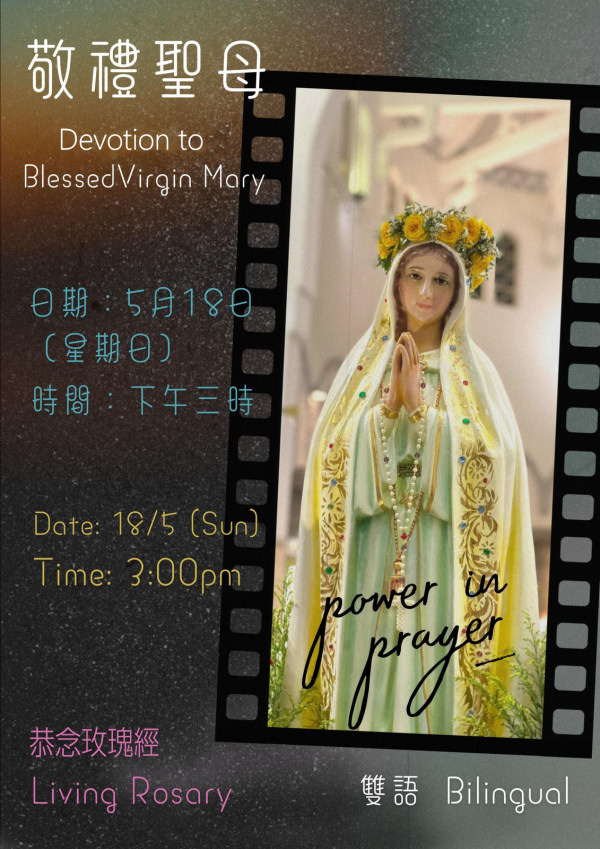 敬禮聖母
Devotion to
BlessedVirgin Mary
日期：5月18日
（星期日）
時間：下午三時
Date: 18/5 (Sun)
Time: 3:00pm
power in
prayer
恭念玫瑰經
Living Rosary
雙語 Bilingual